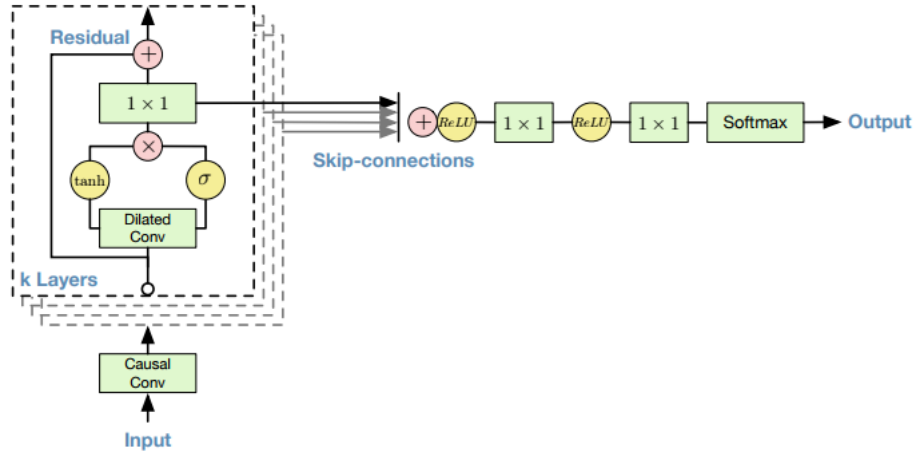 Residual
+
1 × 1
×
tanh
σ
Dilated
Conv
k Layers
Causal
Conv
Input
Skip-connections
+
ReLU
1 × 1
ReLU
1 × 1
Softmax
Output